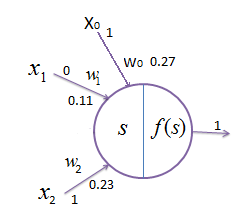 X₀ 1
W₀ 0.27
x₁ 0 w₁
0.11
s f(s) 1
w₂
0.23
x₂ 1